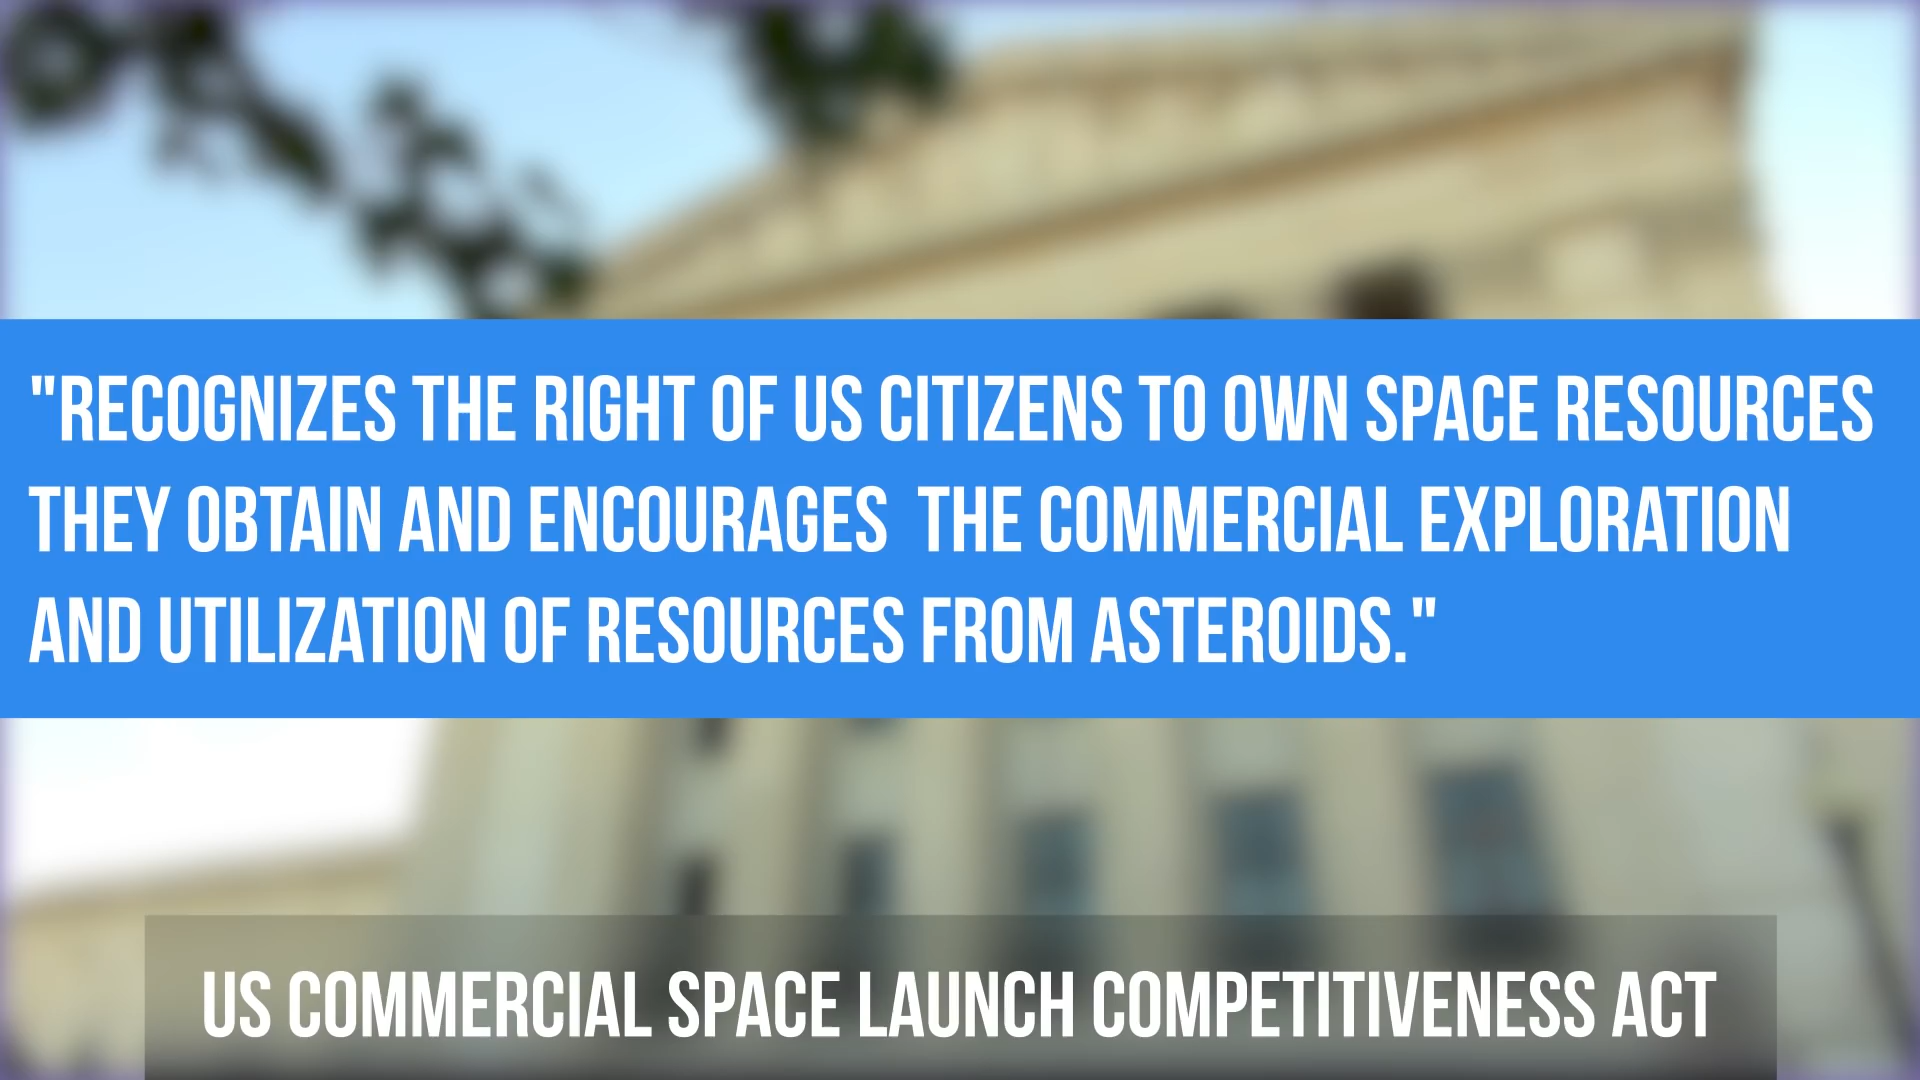 "RECOGNIZES THE RIGHT OF US CITIZENS TO OWN SPACE RESOURCES
THEY OBTAIN AND ENCOURAGES  THE COMMERCIAL EXPLORATION
AND UTILIZATION OF RESOURCES FROM ASTEROIDS."
US COMMERCIAL SPACE LAUNCH COMPETITIVENESS ACT